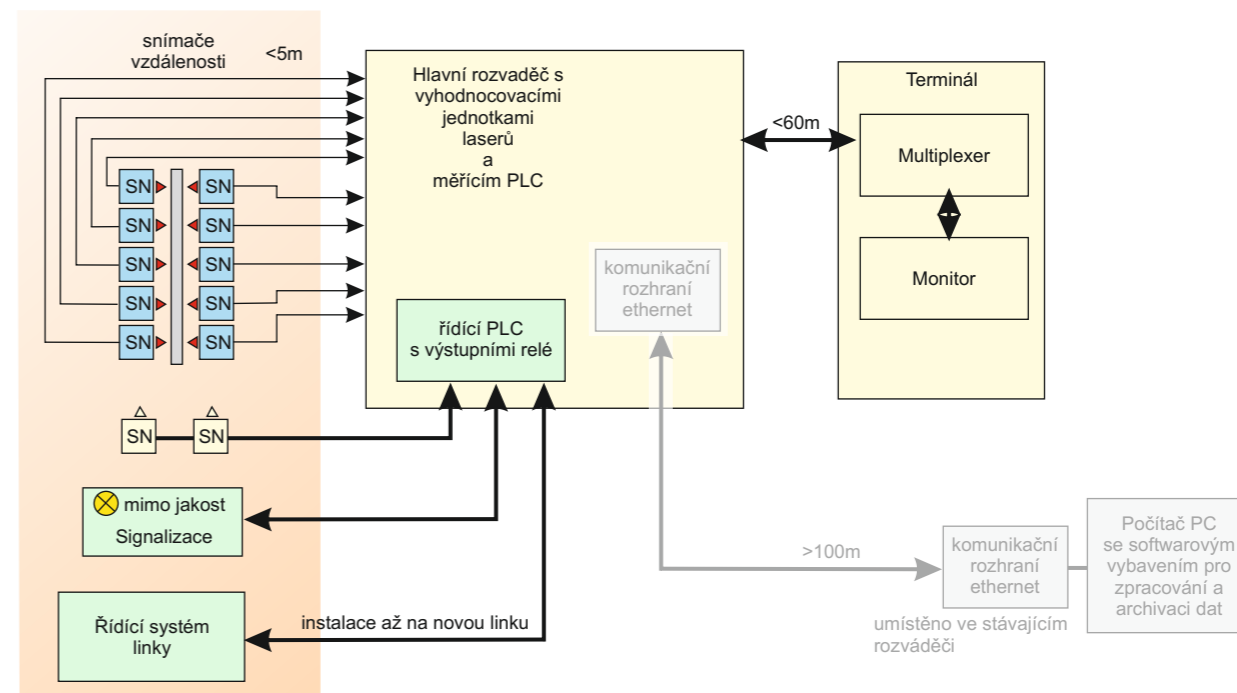 snímače
vzdálenosti
<5m
Hlavní rozvaděč s
vyhodnocovacími
jednotkami
laserů
a
měřícím PLC
<60m
Terminál
Multiplexer
Monitor
SN
SN
SN
SN
SN
SN
SN
SN
SN
SN
komunikační
rozhraní
ethernet
řídící PLC
s výstupními relé
SN
SN
mimo jakost
Signalizace
Řídící systém
linky
instalace až na novou linku
>100m
komunikační
rozhraní
ethernet
umístěno ve stávajícím
rozváděči
Počítač PC
se softwarovým
vybavením pro
zpracování a
archivaci dat